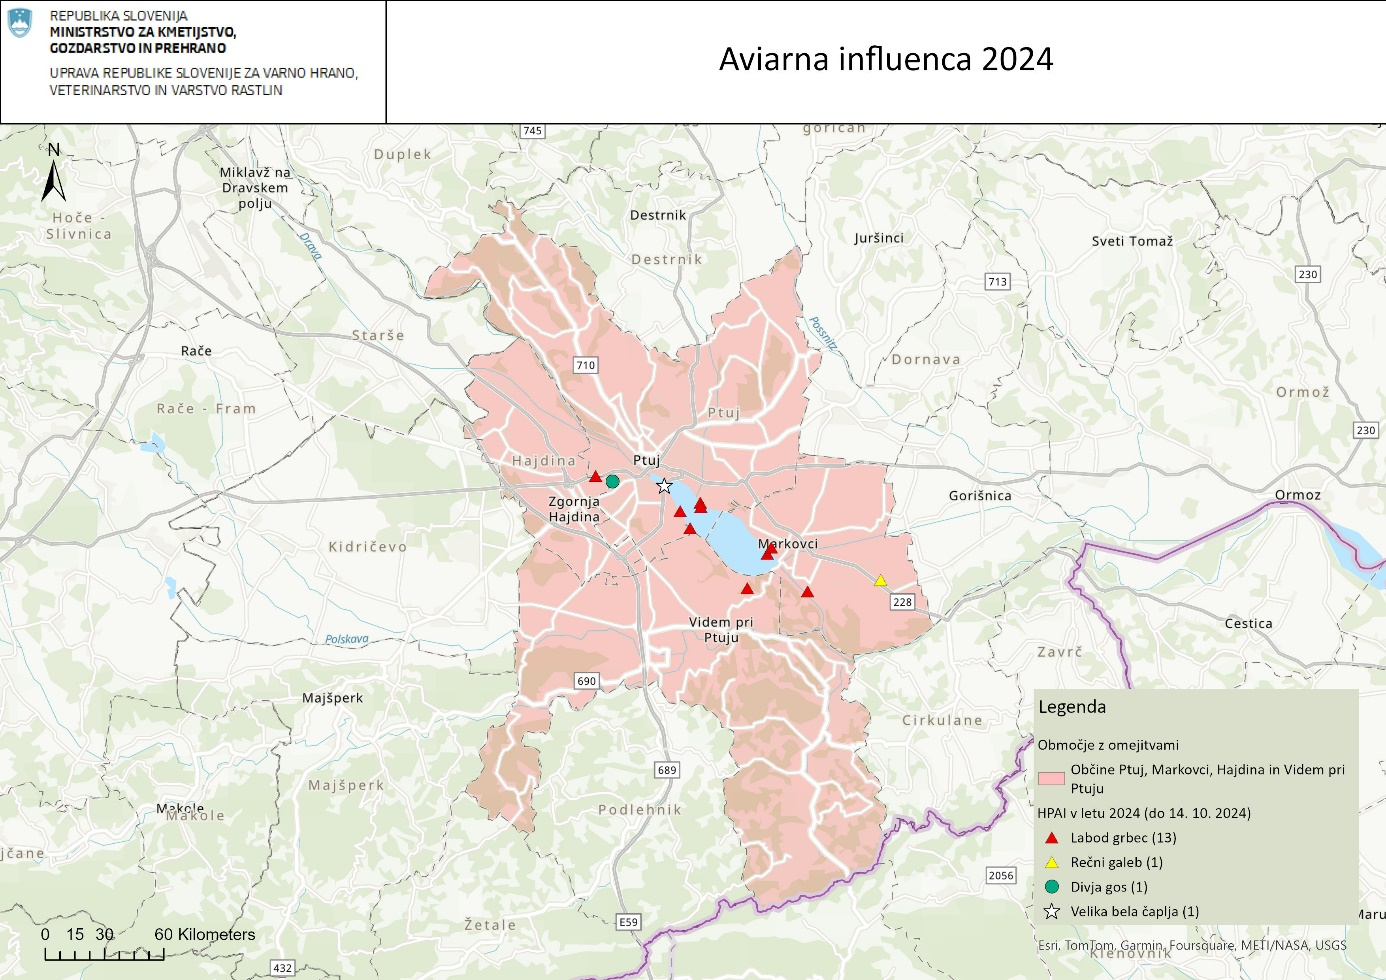 REPUBLIKA SLOVENIJA
MINISTRSTVO ZA KMETIJSTVO,
GOZDARSTVO IN PREHRANO
UPRAVA REPUBLIKE SLOVENIJE ZA VARNO HRANO,
VETERINARSTVO IN VARSTVO RASTLIN
Aviarna influenca 2024
745
goričah
N
Duplek
Miklavž na
Dravskem
polju
Hoče -
Slivnica
Drava
Destrnik
Destrnik
Juršinci
Sveti Tomaž
713
230
Starše
Rače
Possnitz
Dornava
710
Rače - Fram
Ptuj
Ormož
230
Hajdina
Ptuj
Zgornja
Hajdina
Gorišnica
Ormoz
Kidričevo
Markovci
228
Videm pri
Ptuju
Cestica
Polskava
Zavrč
690
Majšperk
Cirkulane
689
Majšperk
Podlehnik
Makole
Makole
jčane
2056
Žetale
E59
432
Klenovnik
Maru
0 15 30 60 Kilometers
Legenda
Območje z omejitvami
Občine Ptuj, Markovci, Hajdina in Videm pri
Ptuju
HPAI v letu 2024 (do 14. 10. 2024)
Labod grbec (13)
Rečni galeb (1)
Divja gos (1)
Velika bela čaplja (1)
Esri, TomTom, Garmin, Foursquare, METI/NASA, USGS